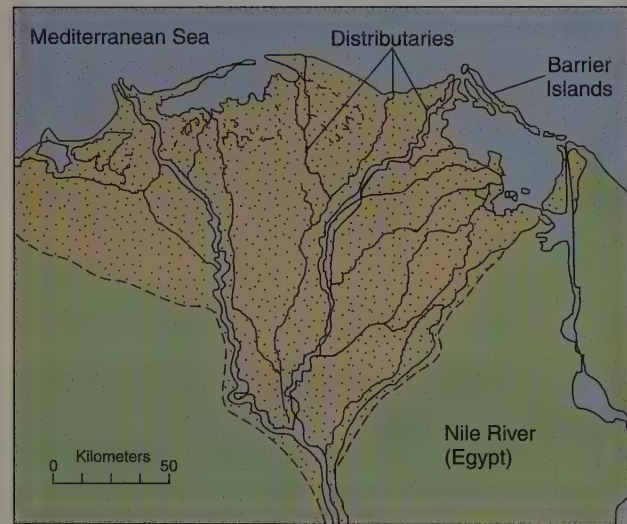 Mediterranean Sea
Distributaries
Barrier
Islands
Kilometers
0 50
Nile River
(Egypt)